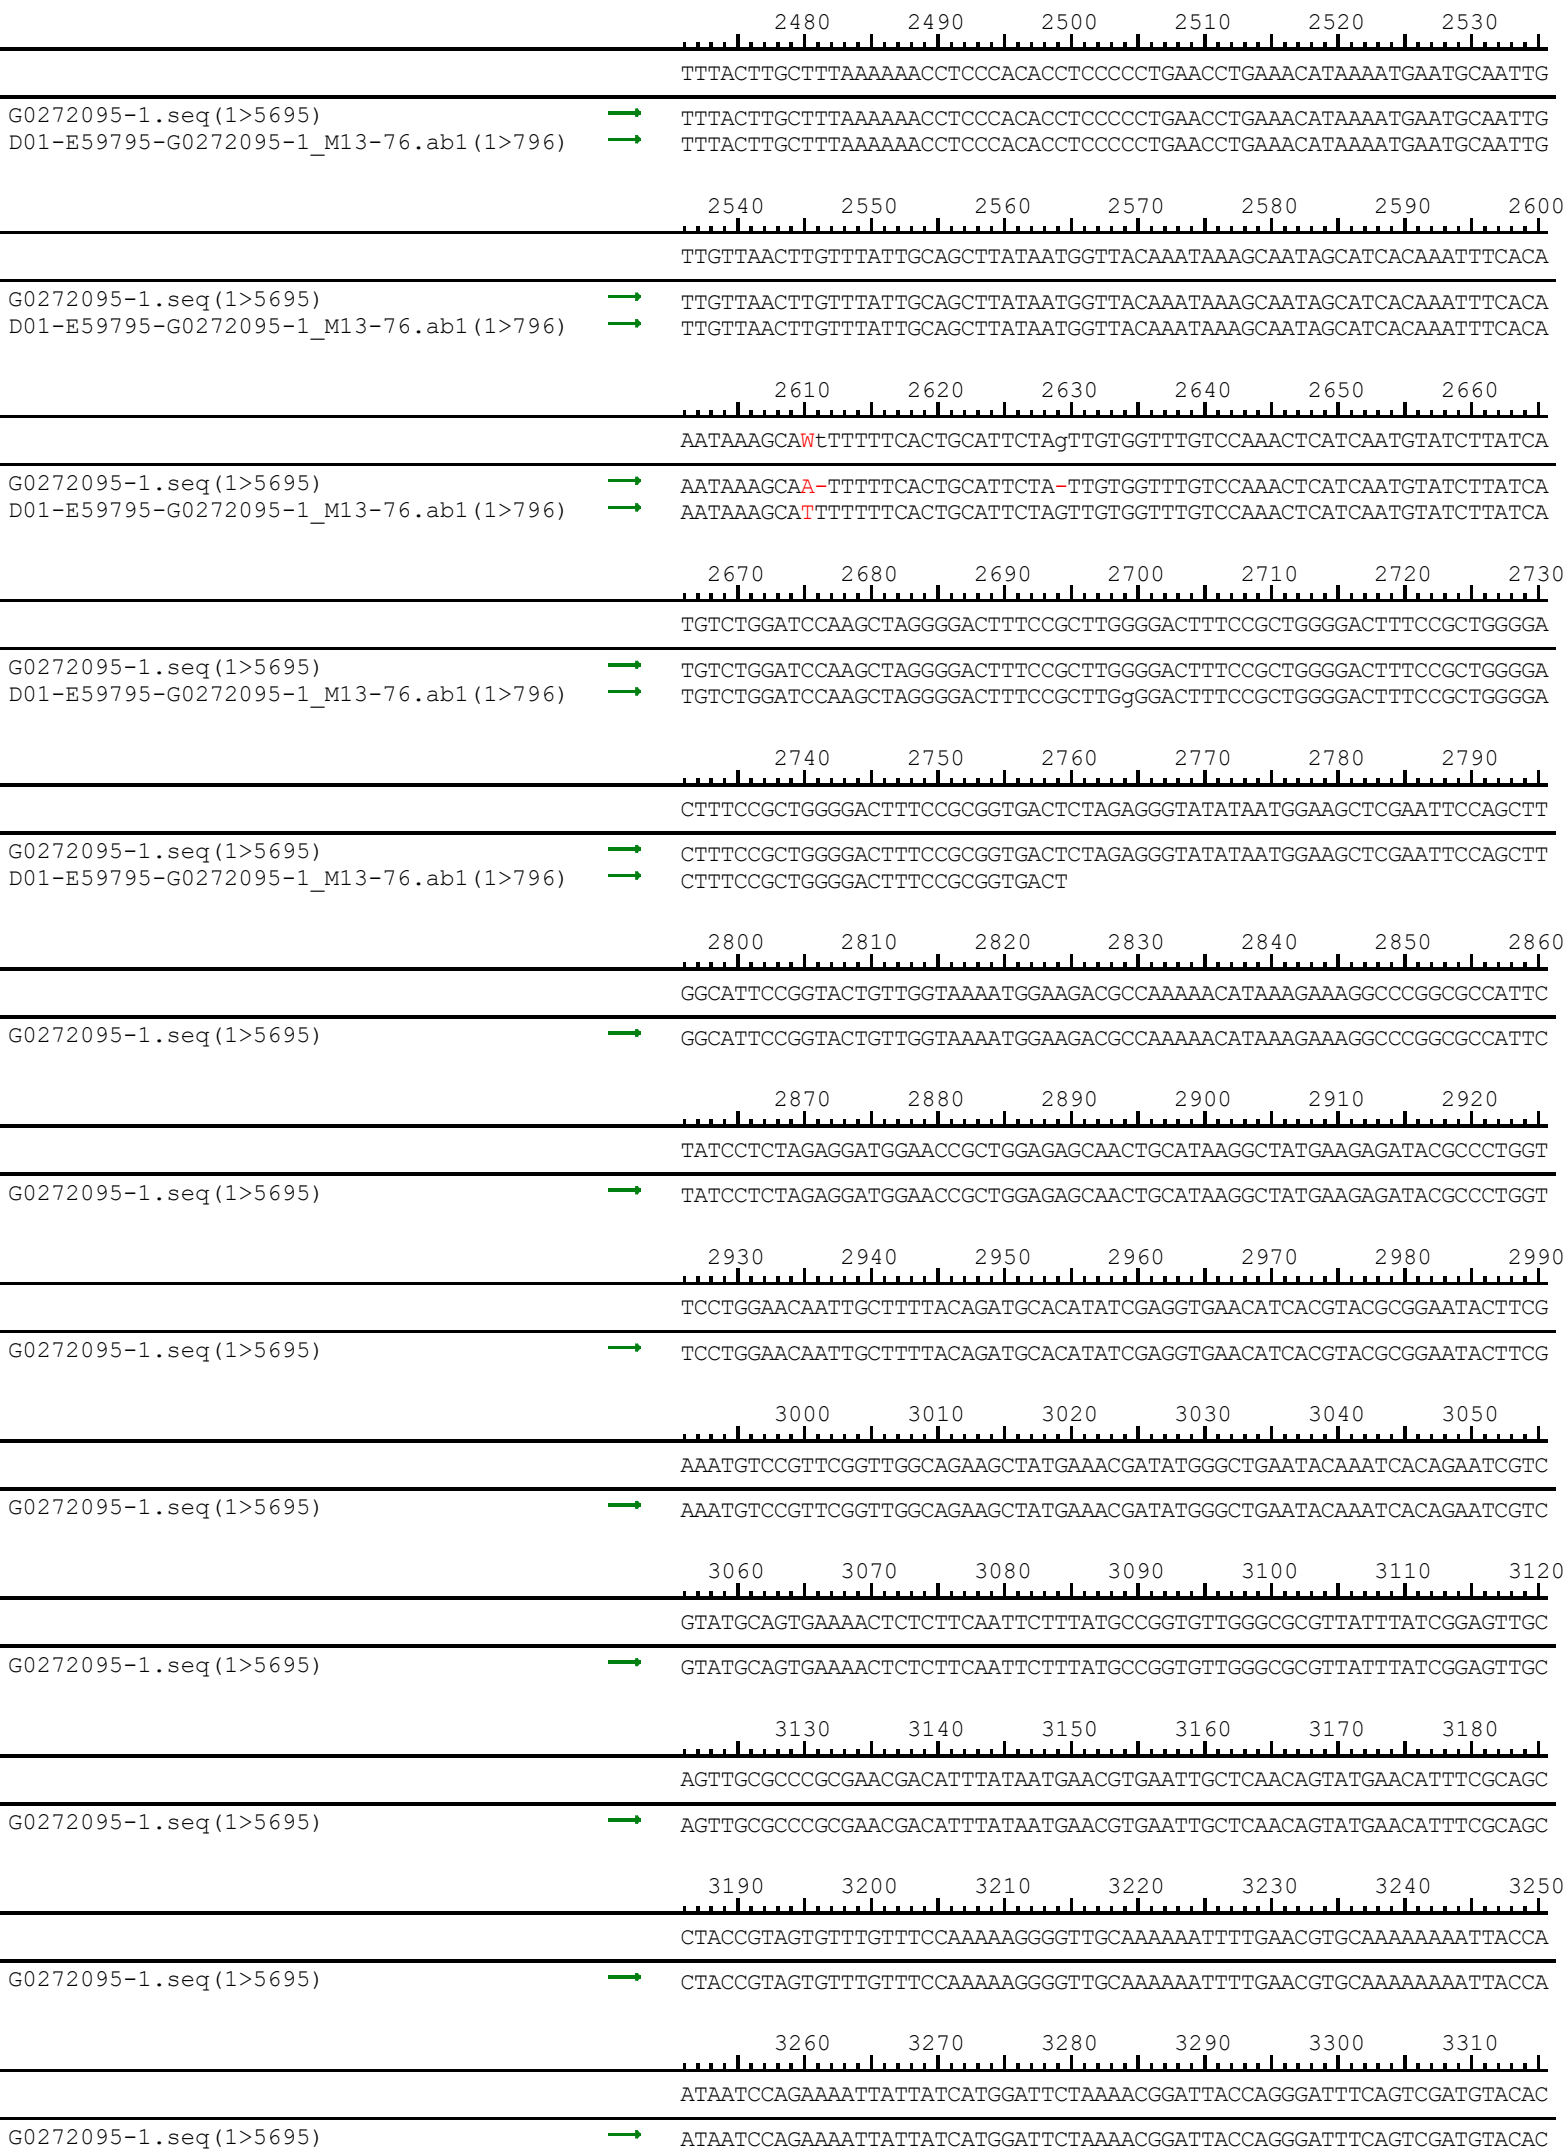 2480 2490 2500 2510 2520 2530
TTTACTTGCTTTAAAAAACCTCCCACACCTCCCCCTGAACCTGAAACATAAAATGAATGCAATTG
G0272095-1.seq(1>5695) TTTACTTGCTTTAAAAAACCTCCCACACCTCCCCCTGAACCTGAAACATAAAATGAATGCAATTG
D01-E59795-G0272095-1_M13-76.ab1(1>796) TTTACTTGCTTTAAAAAACCTCCCACACCTCCCCCTGAACCTGAAACATAAAATGAATGCAATTG
2540 2550 2560 2570 2580 2590 2600
TTGTTAACTTGTTTATTGCAGCTTATAATGGTTACAAATAAAGCAATAGCATCACAAATTTCACA
G0272095-1.seq(1>5695) TTGTTAACTTGTTTATTGCAGCTTATAATGGTTACAAATAAAGCAATAGCATCACAAATTTCACA
D01-E59795-G0272095-1_M13-76.ab1(1>796) TTGTTAACTTGTTTATTGCAGCTTATAATGGTTACAAATAAAGCAATAGCATCACAAATTTCACA
2610 2620 2630 2640 2650 2660
AATAAAGCAWtTTTTTCACTGCATTCTAgTTGTGGTTTGTCCAAACTCATCAATGTATCTTATCA
G0272095-1.seq(1>5695) AATAAAGCAA-TTTTTCACTGCATTCTA-TTGTGGTTTGTCCAAACTCATCAATGTATCTTATCA
D01-E59795-G0272095-1_M13-76.ab1(1>796) AATAAAGCATTTTTTTCACTGCATTCTAGTTGTGGTTTGTCCAAACTCATCAATGTATCTTATCA
2670 2680 2690 2700 2710 2720 2730
TGTCTGGATCCAAGCTAGGGGACTTTCCGCTTGGGGACTTTCCGCTGGGGACTTTCCGCTGGGGA
G0272095-1.seq(1>5695) TGTCTGGATCCAAGCTAGGGGACTTTCCGCTTGGGGACTTTCCGCTGGGGACTTTCCGCTGGGGA
D01-E59795-G0272095-1_M13-76.ab1(1>796) TGTCTGGATCCAAGCTAGGGGACTTTCCGCTTGgGGACTTTCCGCTGGGGACTTTCCGCTGGGGA
2740 2750 2760 2770 2780 2790
CTTTCCGCTGGGGACTTTCCGCGGTGACTCTAGAGGGTATATAATGGAAGCTCGAATTCCAGCTT
G0272095-1.seq(1>5695) CTTTCCGCTGGGGACTTTCCGCGGTGACTCTAGAGGGTATATAATGGAAGCTCGAATTCCAGCTT
D01-E59795-G0272095-1_M13-76.ab1(1>796) CTTTCCGCTGGGGACTTTCCGCGGTGACT
2800 2810 2820 2830 2840 2850 2860
GGCATTCCGGTACTGTTGGTAAAATGGAAGACGCCAAAAACATAAAGAAAGGCCCGGCGCCATTC
G0272095-1.seq(1>5695) GGCATTCCGGTACTGTTGGTAAAATGGAAGACGCCAAAAACATAAAGAAAGGCCCGGCGCCATTC
2870 2880 2890 2900 2910 2920
TATCCTCTAGAGGATGGAACCGCTGGAGAGCAACTGCATAAGGCTATGAAGAGATACGCCCTGGT
G0272095-1.seq(1>5695) TATCCTCTAGAGGATGGAACCGCTGGAGAGCAACTGCATAAGGCTATGAAGAGATACGCCCTGGT
2930 2940 2950 2960 2970 2980 2990
TCCTGGAACAATTGCTTTTACAGATGCACATATCGAGGTGAACATCACGTACGCGGAATACTTCG
G0272095-1.seq(1>5695) TCCTGGAACAATTGCTTTTACAGATGCACATATCGAGGTGAACATCACGTACGCGGAATACTTCG
3000 3010 3020 3030 3040 3050
AAATGTCCGTTCGGTTGGCAGAAGCTATGAAACGATATGGGCTGAATACAAATCACAGAATCGTC
G0272095-1.seq(1>5695) AAATGTCCGTTCGGTTGGCAGAAGCTATGAAACGATATGGGCTGAATACAAATCACAGAATCGTC
3060 3070 3080 3090 3100 3110 3120
GTATGCAGTGAAAACTCTCTTCAATTCTTTATGCCGGTGTTGGGCGCGTTATTTATCGGAGTTGC
G0272095-1.seq(1>5695) GTATGCAGTGAAAACTCTCTTCAATTCTTTATGCCGGTGTTGGGCGCGTTATTTATCGGAGTTGC
3130 3140 3150 3160 3170 3180
AGTTGCGCCCGCGAACGACATTTATAATGAACGTGAATTGCTCAACAGTATGAACATTTCGCAGC
G0272095-1.seq(1>5695) AGTTGCGCCCGCGAACGACATTTATAATGAACGTGAATTGCTCAACAGTATGAACATTTCGCAGC
3190 3200 3210 3220 3230 3240 3250
CTACCGTAGTGTTTGTTTCCAAAAAGGGGTTGCAAAAAATTTTGAACGTGCAAAAAAAATTACCA
G0272095-1.seq(1>5695) CTACCGTAGTGTTTGTTTCCAAAAAGGGGTTGCAAAAAATTTTGAACGTGCAAAAAAAATTACCA
3260 3270 3280 3290 3300 3310
ATAATCCAGAAAATTATTATCATGGATTCTAAAACGGATTACCAGGGATTTCAGTCGATGTACAC
G0272095-1.seq(1>5695) ATAATCCAGAAAATTATTATCATGGATTCTAAAACGGATTACCAGGGATTTCAGTCGATGTACAC